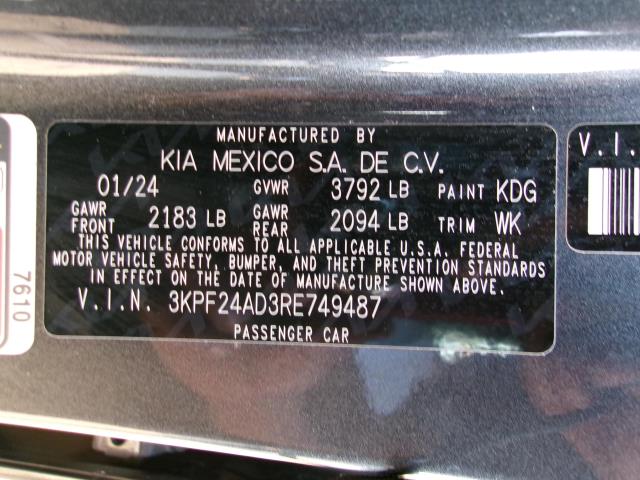 MANUFACTURED BY
KIA MEXICO S.A. DE C.V.
01/24 GVWR 3792 LB PAINT KDG
GAWR FRONT 2183 LB GAWR REAR 2094 LB TRIM WK
THIS VEHICLE CONFORMS TO ALL APPLICABLE U.S.A. FEDERAL
MOTOR VEHICLE SAFETY, BUMPER, AND THEFT PREVENTION STANDARDS
IN EFFECT ON THE DATE OF MANUFACTURE SHOWN ABOVE.
V.I.N. 3KPF24AD3RE749487
PASSENGER CAR
7610
V.I.